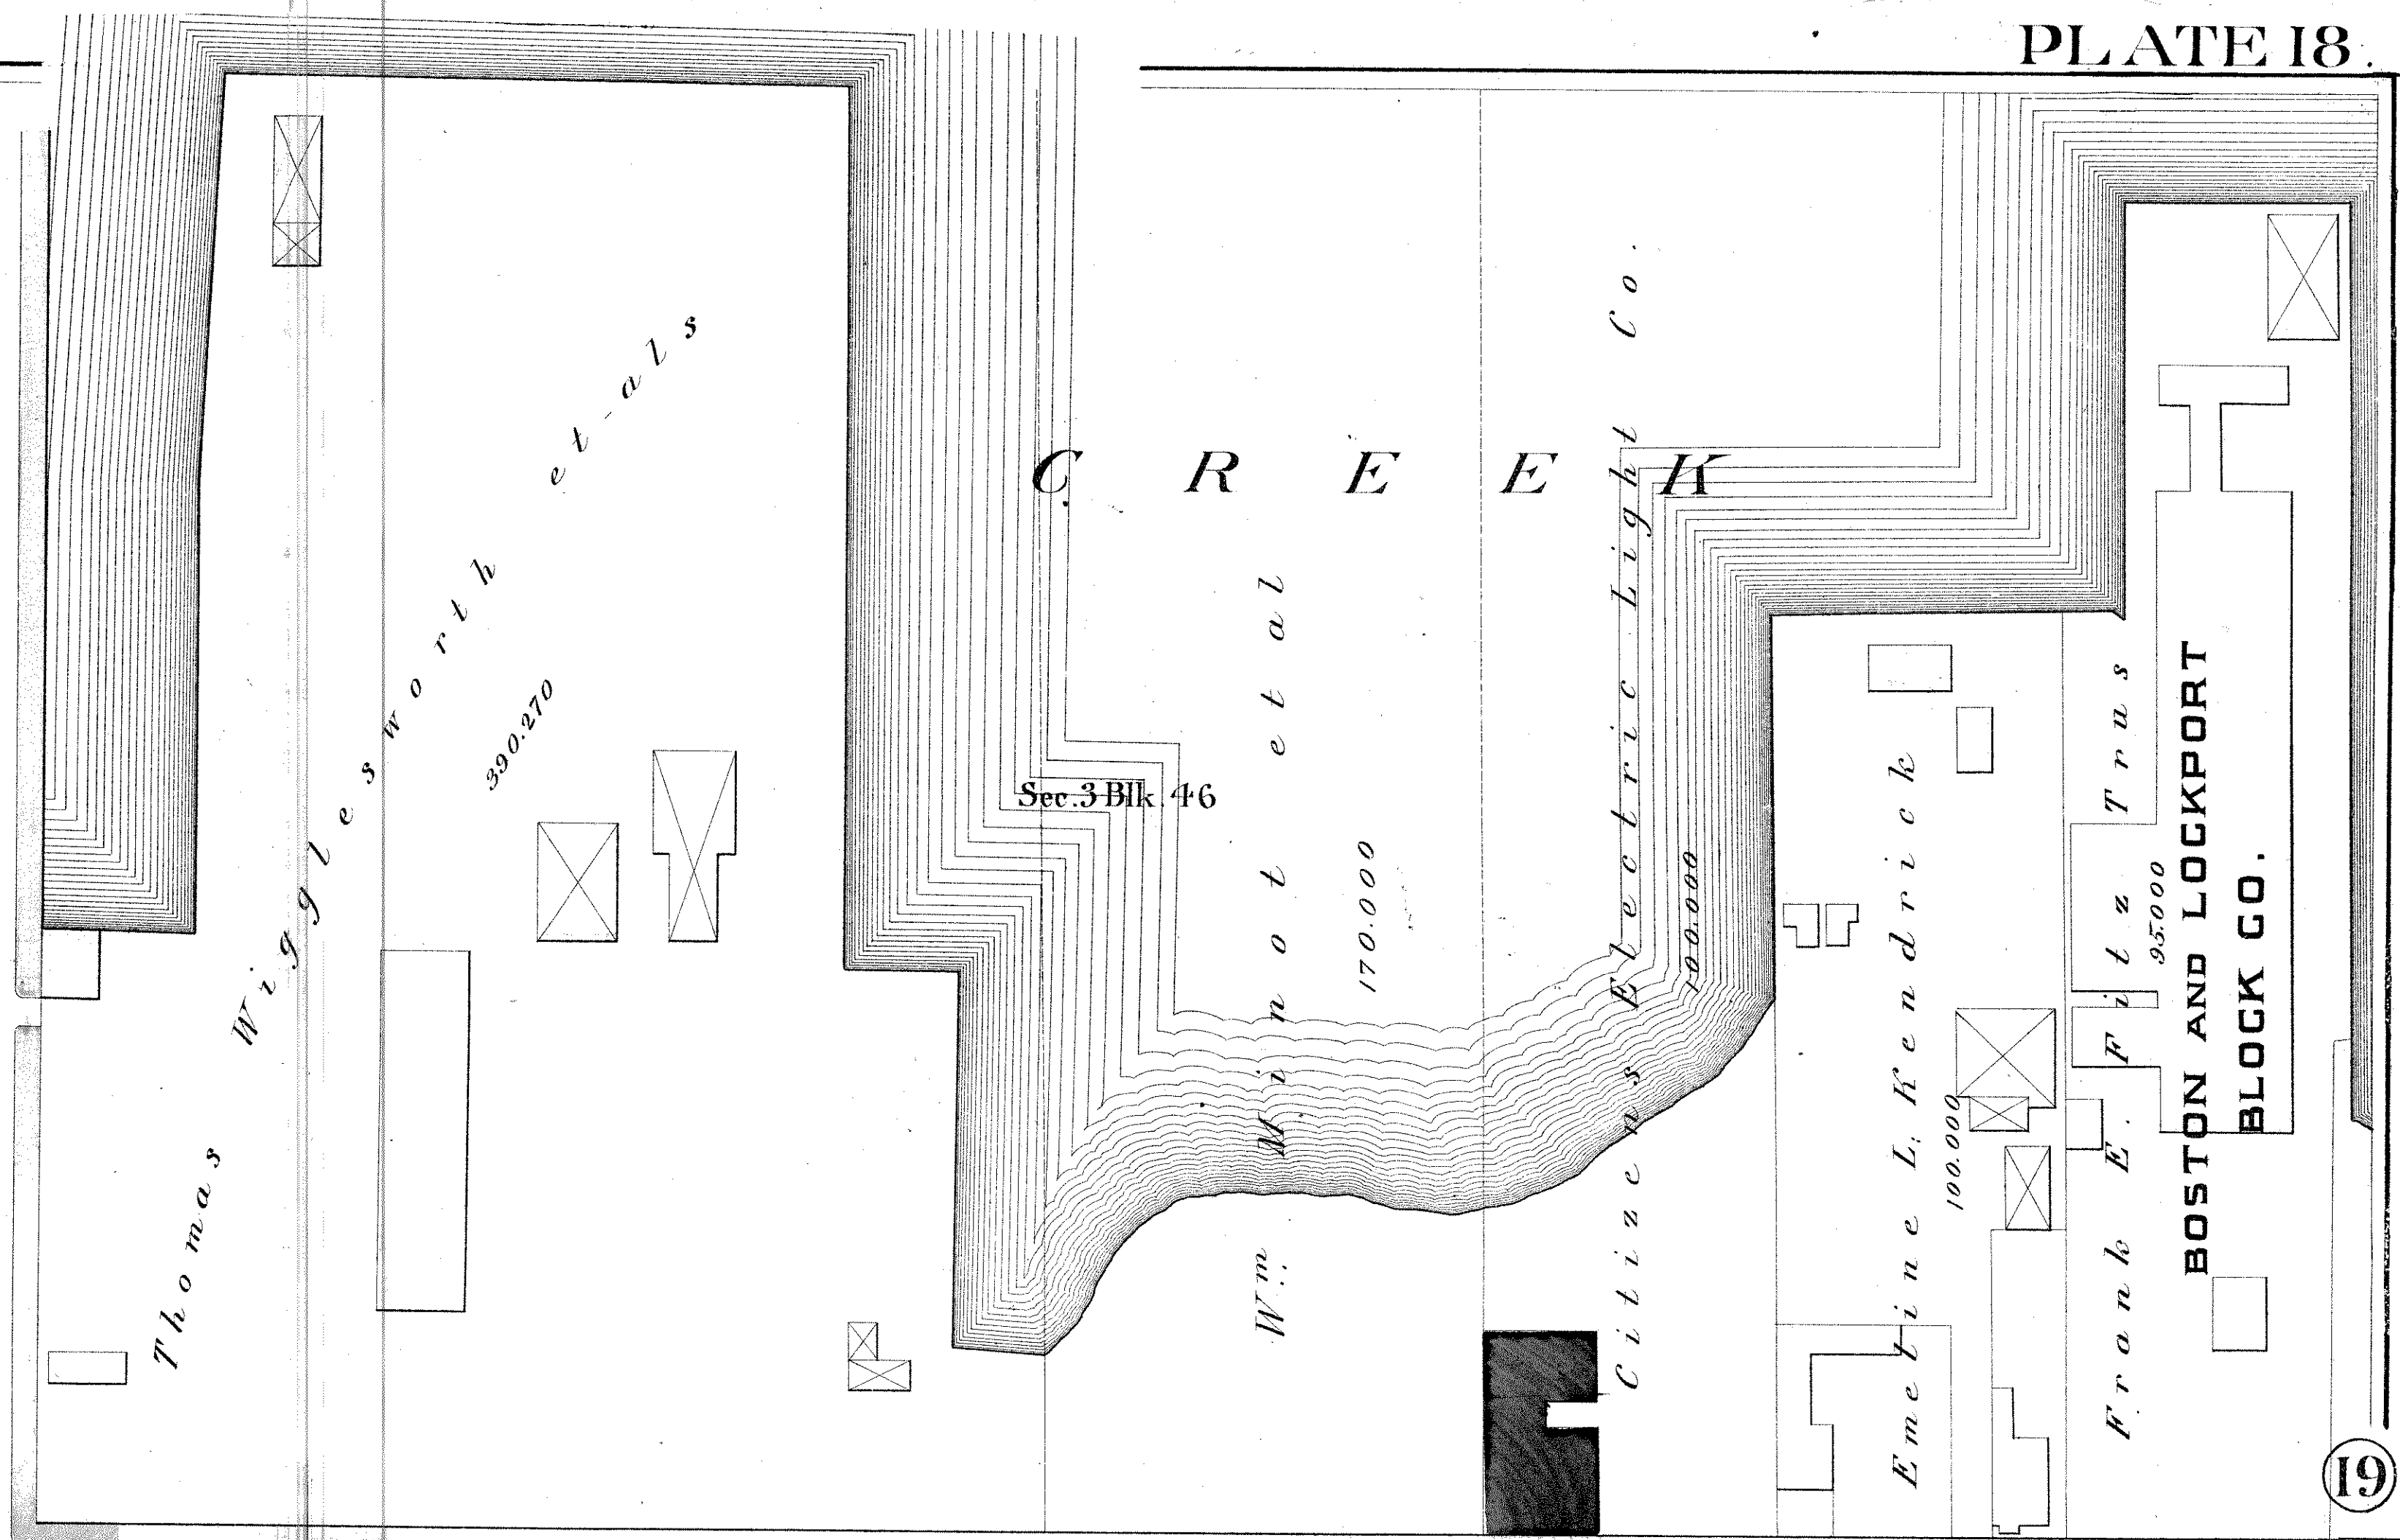 PLATE 18.
Thomas Wigglesworth et-als
390.270
CREEK
Sec. 3 Blk. 46
Wm Minot et al
170.000
Citizens Electric Light Co.
100.000
Emeline L. Kendrick
100.000
Frank E. Fitz Trus
95.000
BOSTON AND LOCKPORT
BLOCK CO.
19